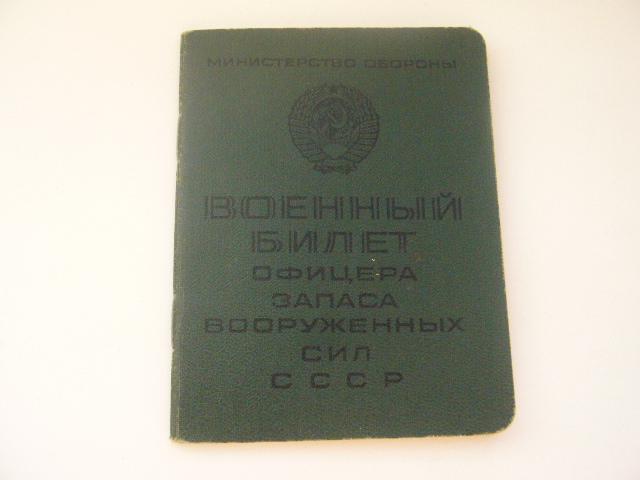 МИНИСТЕРСТВО ОБОРОНЫ
ВОЕННЫЙ
БИЛЕТ
ОФИЦЕРА
ЗАПАСА
ВООРУЖЕННЫХ
СИЛ
СССР